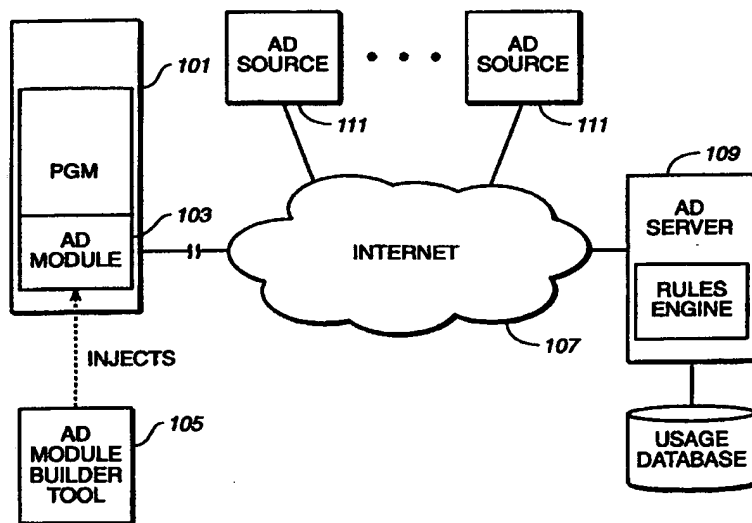 101
PGM
103
AD
MODULE
INJECTS
105
AD
MODULE
BUILDER
TOOL
AD
SOURCE
111
AD
SOURCE
111
INTERNET
107
109
AD
SERVER
RULES
ENGINE
USAGE
DATABASE